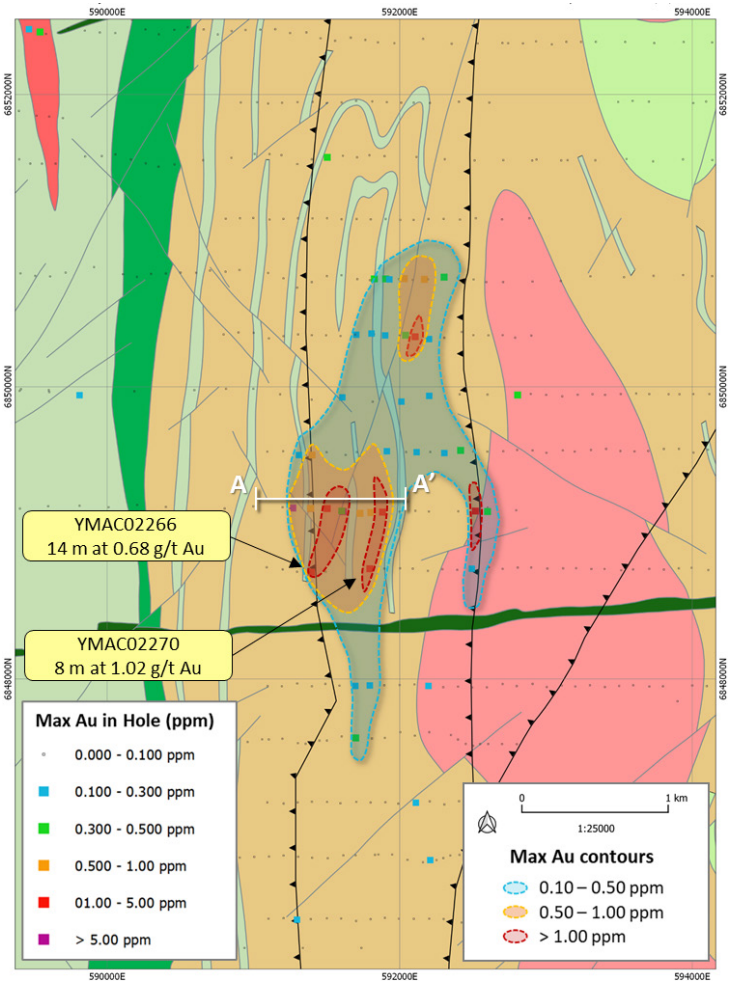 590000E 592000E 594000E
6852000N 6852000N
6850000N 6850000N
A A’
YMAC02266
14 m at 0.68 g/t Au
YMAC02270
8 m at 1.02 g/t Au
6848000N 6848000N
Max Au in Hole (ppm)
0.000 - 0.100 ppm
0.100 - 0.300 ppm
0.300 - 0.500 ppm
0.500 - 1.00 ppm
01.00 - 5.00 ppm
> 5.00 ppm
0 1 km
1:25000
Max Au contours
0.10 – 0.50 ppm
0.50 – 1.00 ppm
> 1.00 ppm
590000E 592000E 594000E